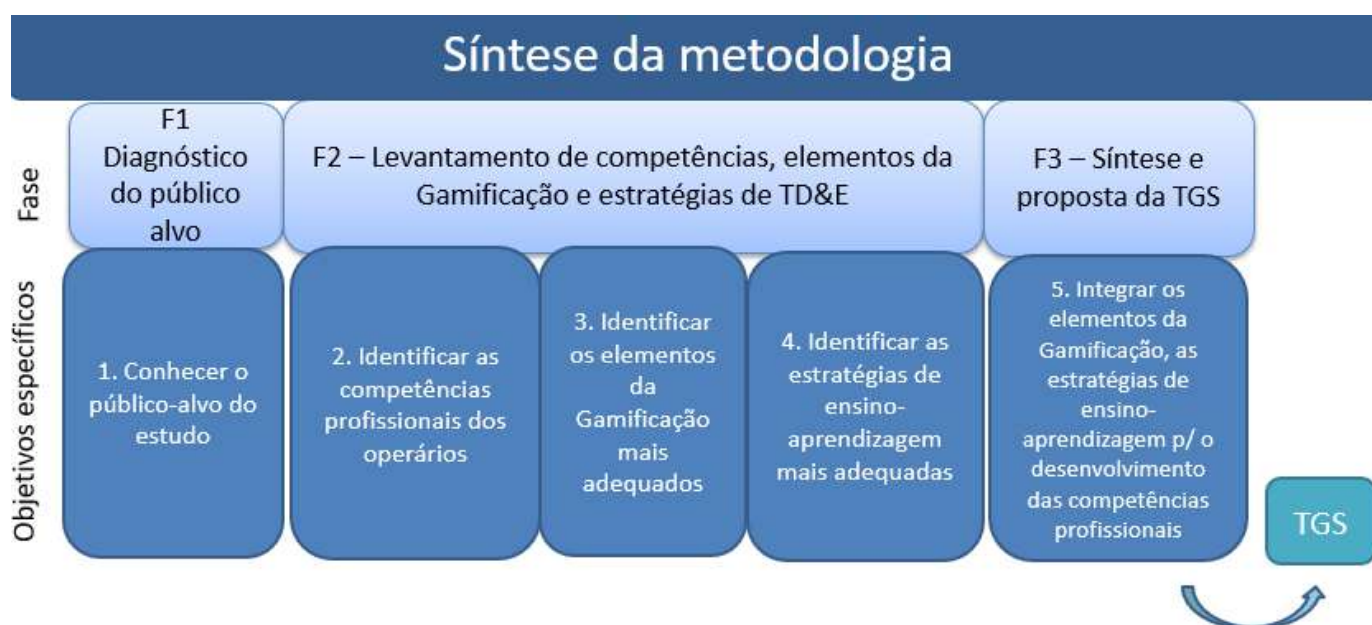 Síntese da metodologia
Fase
F1
Diagnóstico
do público
alvo
F2 – Levantamento de competências, elementos da
Gamificação e estratégias de TD&E
F3 – Síntese e
proposta da TGS
Objetivos específicos
1. Conhecer o
público-alvo do
estudo
2. Identificar as
competências
profissionais dos
operários
3. Identificar
os elementos
da
Gamificação
mais
adequados
4. Identificar as
estratégias de
ensino-
aprendizagem
mais adequadas
5. Integrar os
elementos da
Gamificação, as
estratégias de
ensino-
aprendizagem p/ o
desenvolvimento
das competências
profissionais
TGS